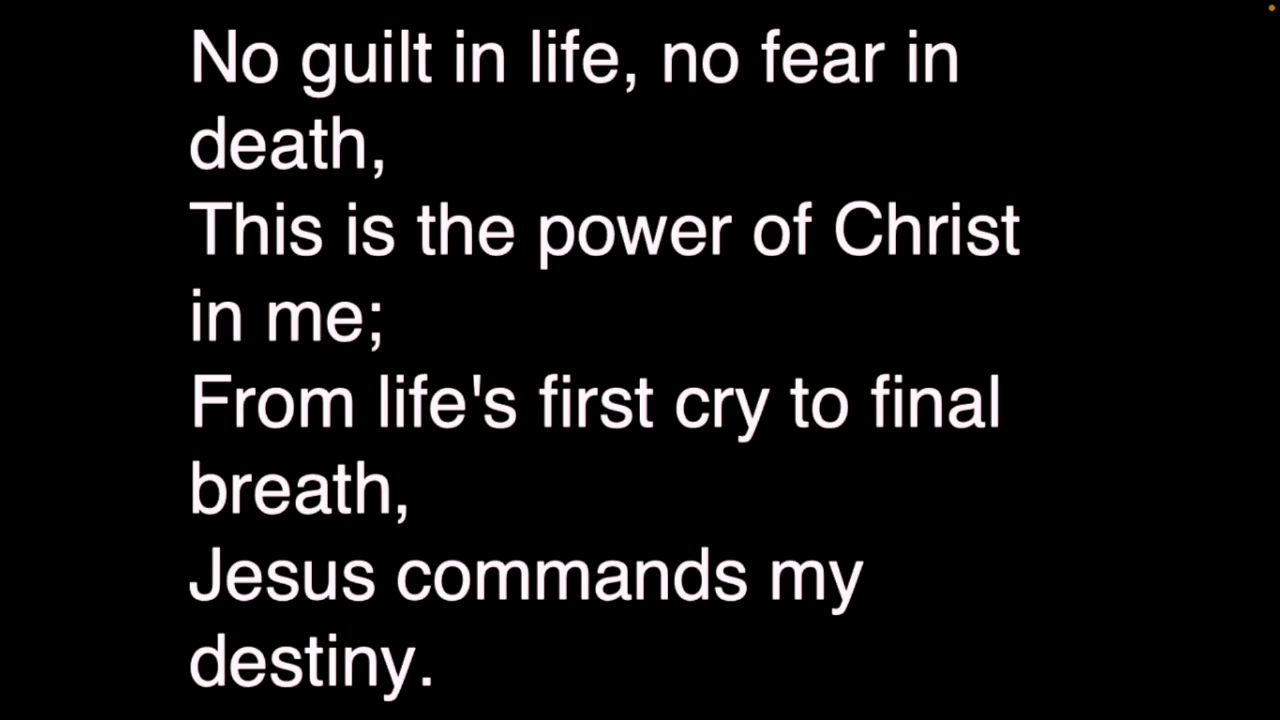 No guilt in life, no fear in
death,
This is the power of Christ
in me;
From life's first cry to final
breath,
Jesus commands my
destiny.